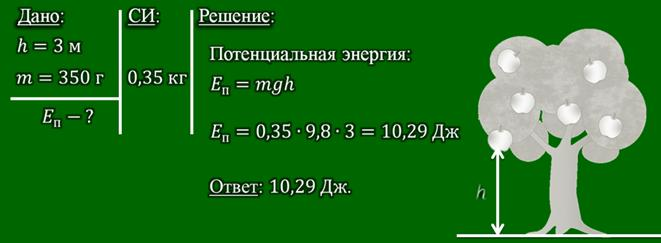 Дано:
h = 3 м
m = 350 г
Eп − ?
СИ:
0,35 кг
Решение:
Потенциальная энергия:
Eп = mgh
Eп = 0,35 · 9,8 · 3 = 10,29 Дж
Ответ: 10,29 Дж.
h